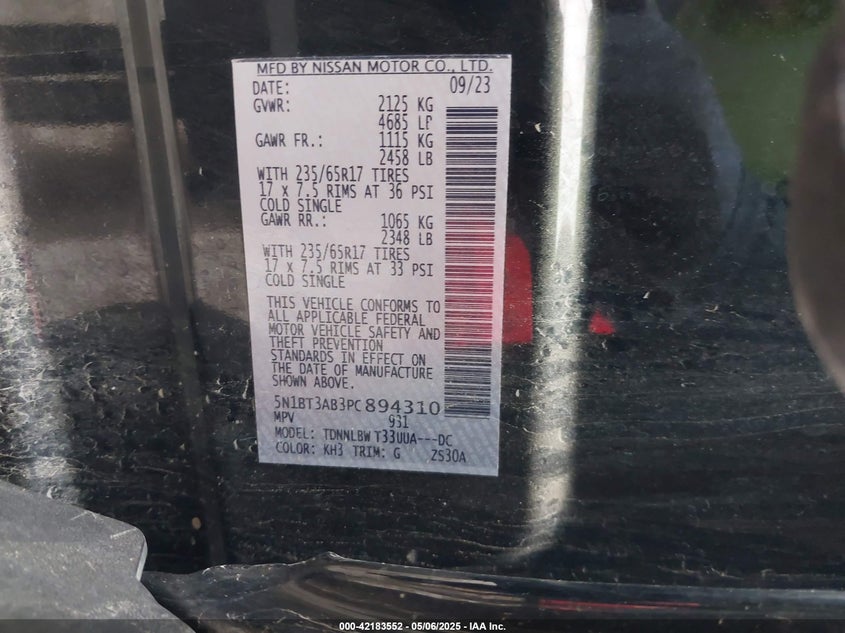 MFD BY NISSAN MOTOR CO., LTD.
DATE: 09/23
GVWR: 2125 KG
4685 LB
GAWR FR.: 1115 KG
2458 LB
WITH 235/65R17 TIRES
17 x 7.5 RIMS AT 36 PSI
COLD SINGLE
GAWR RR.: 1065 KG
2348 LB
WITH 235/65R17 TIRES
17 x 7.5 RIMS AT 33 PSI
COLD SINGLE
THIS VEHICLE CONFORMS TO
ALL APPLICABLE FEDERAL
MOTOR VEHICLE SAFETY AND
THEFT PREVENTION
STANDARDS IN EFFECT ON
THE DATE OF MANUFACTURE
SHOWN ABOVE.
5N1BT3AB3PC894310
MPV 931
MODEL: TDNNLBW T33UUA---DC
COLOR: KH3 TRIM: G ZS30A
000-42183552 - 05/06/2025 - IAA Inc.